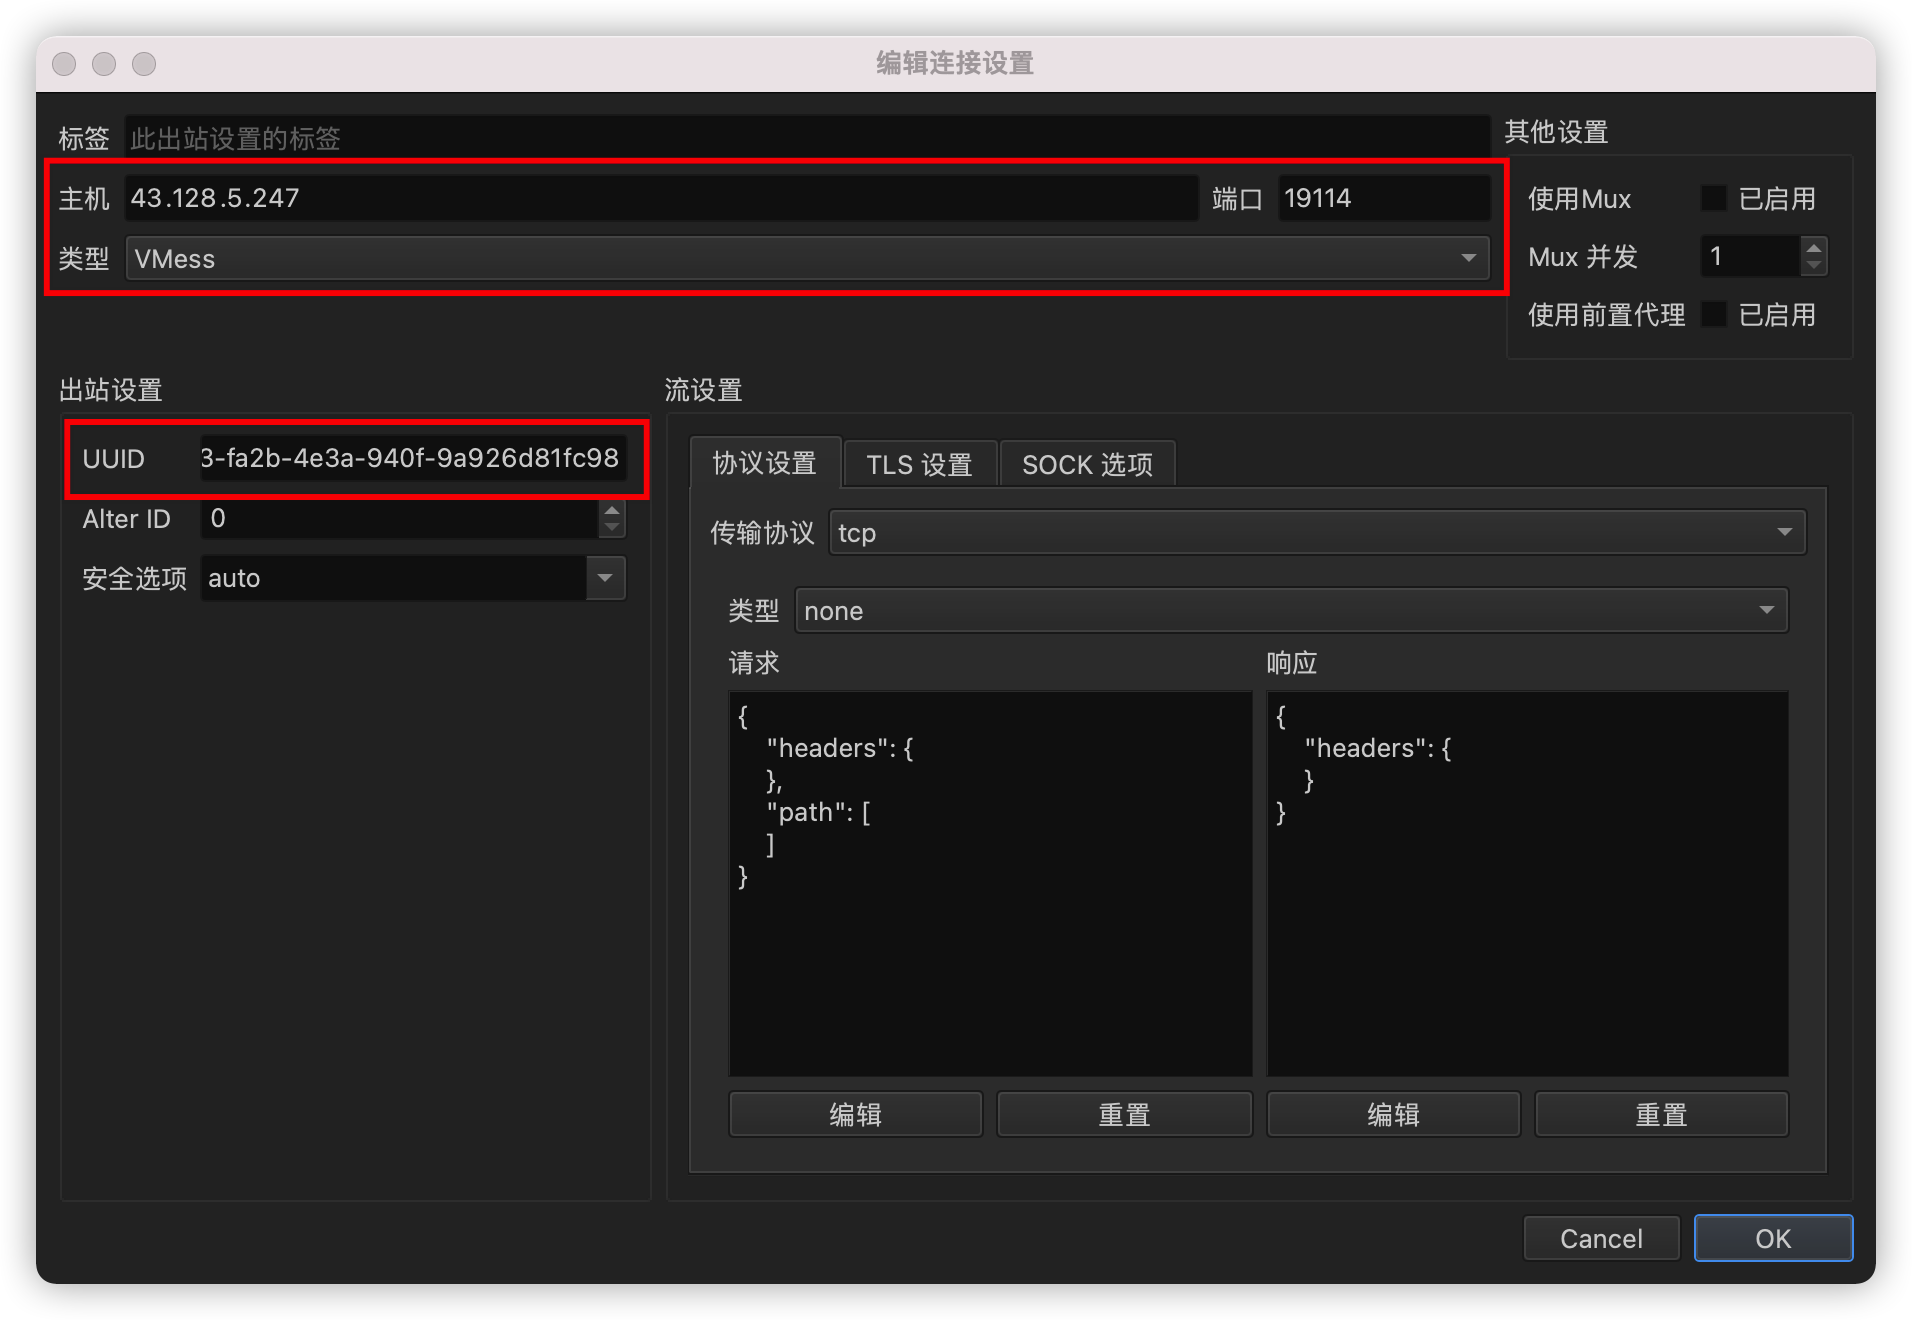 编辑连接设置
标签 此出站设置的标签
主机 43.128.5.247 端口 19114
类型 VMess
其他设置
使用Mux 已启用
Mux 并发 1
使用前置代理 已启用
出站设置
UUID 3-fa2b-4e3a-940f-9a926d81fc98
Alter ID 0
安全选项 auto
流设置
协议设置 TLS 设置 SOCK 选项
传输协议 tcp
类型 none
请求
{
"headers": {
},
"path": [
]
}
编辑 重置
响应
{
"headers": {
}
}
编辑 重置
Cancel OK